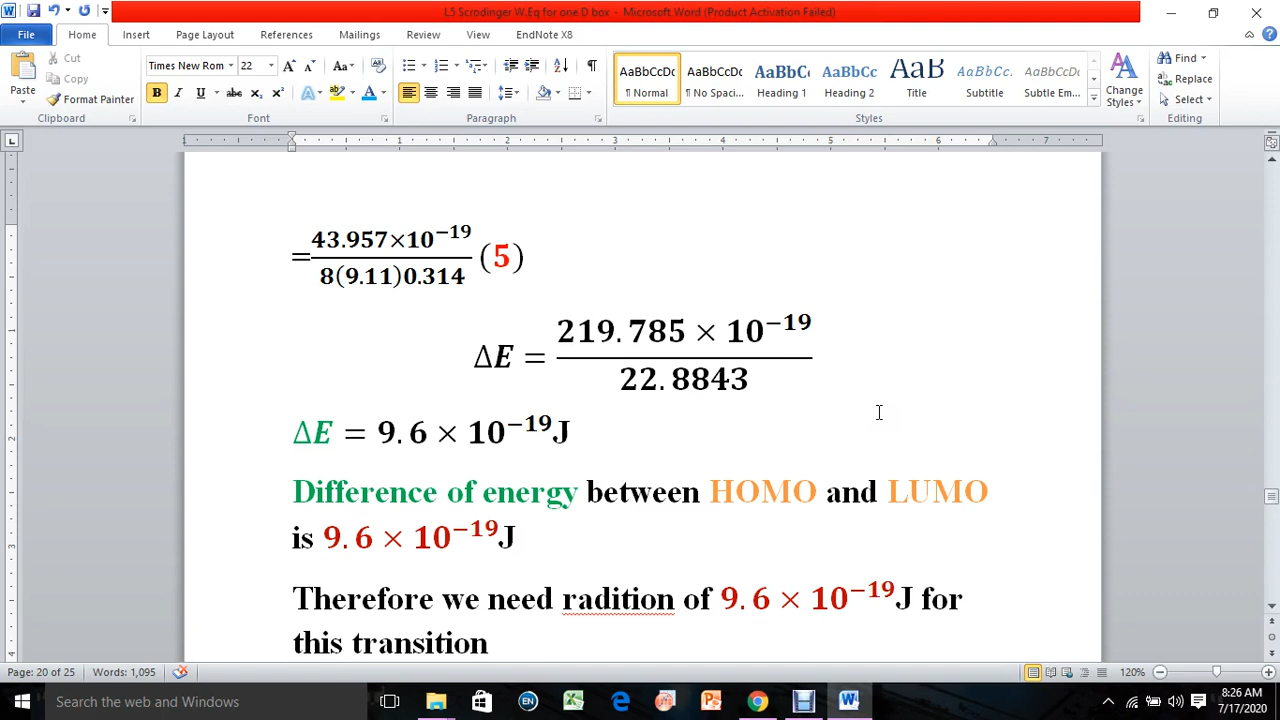 L5 Scrodinger W.Eq for one D box - Microsoft Word (Product Activation Failed)
File Home Insert Page Layout References Mailings Review View EndNote X8
Paste Cut Copy Format Painter
Times New Rom 22
AaBbCcDc AaBbCcDc AaBbCc AaBbCc AaB AaBbCcL AaBbCcDc
¶ Normal ¶ No Spaci... Heading 1 Heading 2 Title Subtitle Subtle Em...
Change Styles
Find Replace Select
Clipboard Font Paragraph Styles Editing
=43.957×10⁻¹⁹ / 8(9.11)0.314 (5)
ΔE = 219.785 × 10⁻¹⁹ / 22.8843
ΔE = 9.6 × 10⁻¹⁹J
Difference of energy between HOMO and LUMO
is 9.6 × 10⁻¹⁹J
Therefore we need radition of 9.6 × 10⁻¹⁹J for
this transition
Page: 20 of 25 Words: 1,095 120%
Search the web and Windows
8:26 AM
7/17/2020